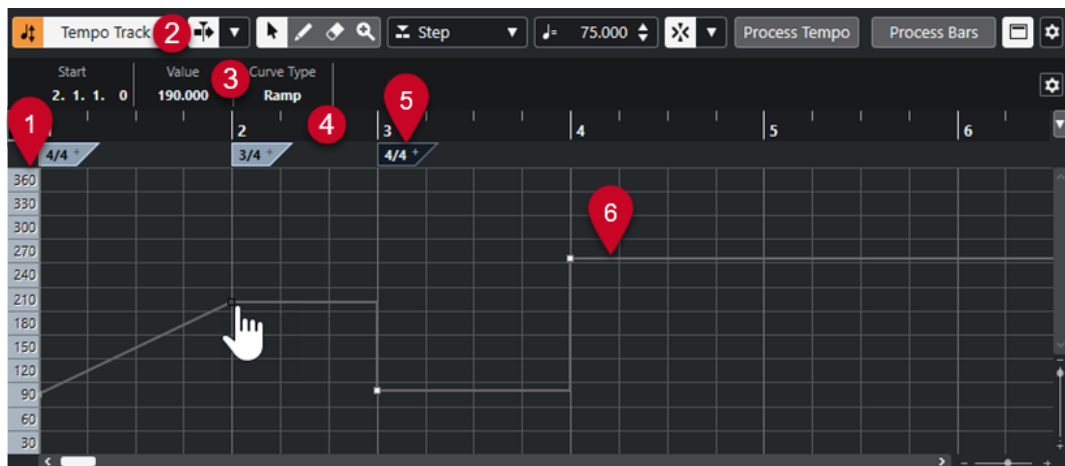 Tempo Track 2 Step 75.000 Process Tempo Process Bars
Start Value 3 Curve Type
2. 1. 1. 0 190.000 Ramp
1 2 4 3 5 4 5 6
4/4 + 3/4 + 4/4 +
360
330
300
270
240
210 6
180
150
120
90
60
30